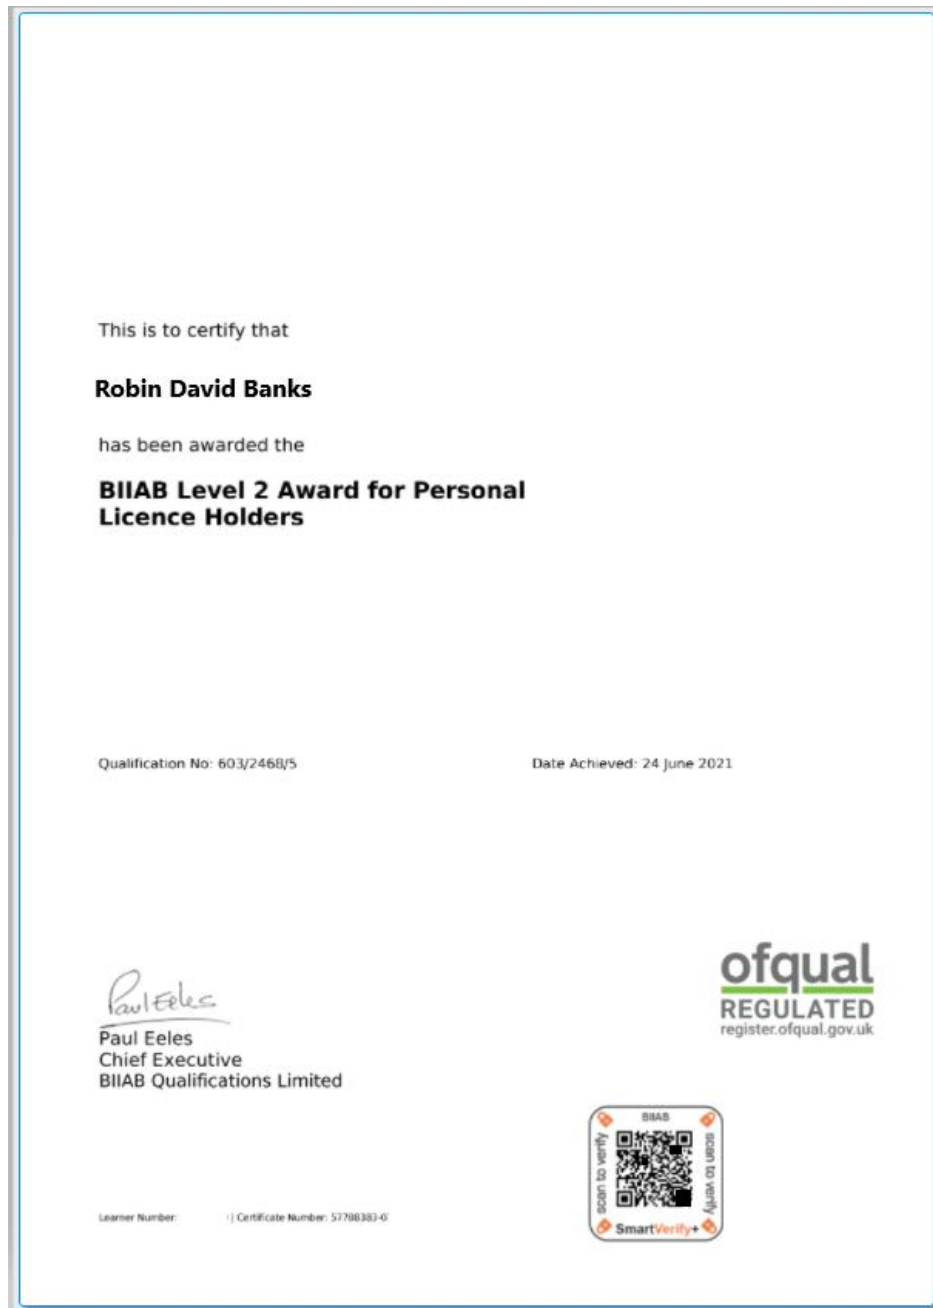 This is to certify that
Robin David Banks
has been awarded the
BIIAB Level 2 Award for Personal
Licence Holders
Qualification No: 603/2468/5
Date Achieved: 24 June 2021
Paul Eeles
Paul Eeles
Chief Executive
BIIAB Qualifications Limited
ofqual
REGULATED
register.ofqual.gov.uk
BIIAB
scan to verify
scan to verify
SmartVerify+
Learner Number:
| Certificate Number: 57788383-0